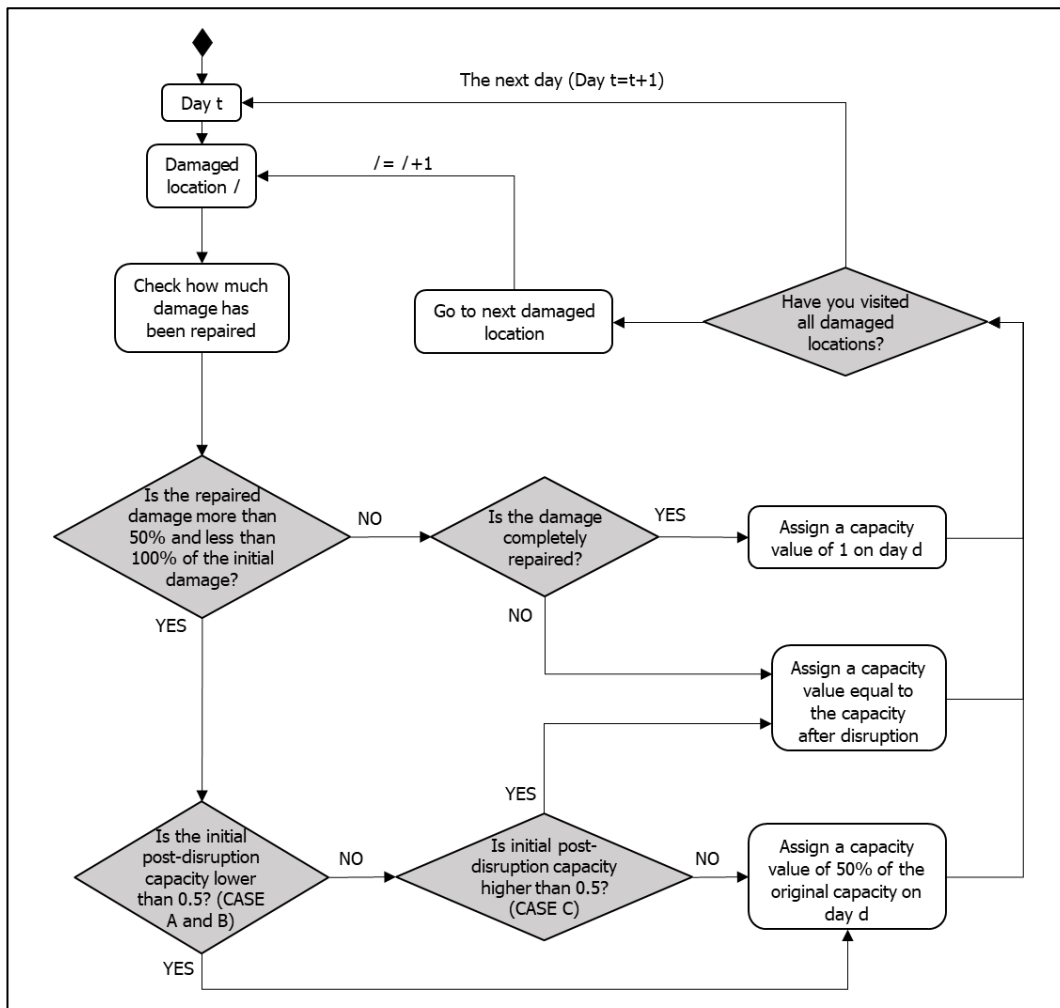 The next day (Day t=t+1)
Day t
Damaged
location l
l = l +1
Check how much
damage has
been repaired
Go to next damaged
location
Have you visited
all damaged
locations?
Is the repaired
damage more than
50% and less than
100% of the initial
damage?
NO
Is the damage
completely
repaired?
YES
Assign a capacity
value of 1 on day d
YES
NO
Assign a capacity
value equal to
the capacity
after disruption
YES
Is the initial
post-disruption
capacity lower
than 0.5? (CASE
A and B)
NO
Is initial post-
disruption capacity
higher than 0.5?
(CASE C)
NO
Assign a capacity
value of 50% of the
original capacity on
day d
YES